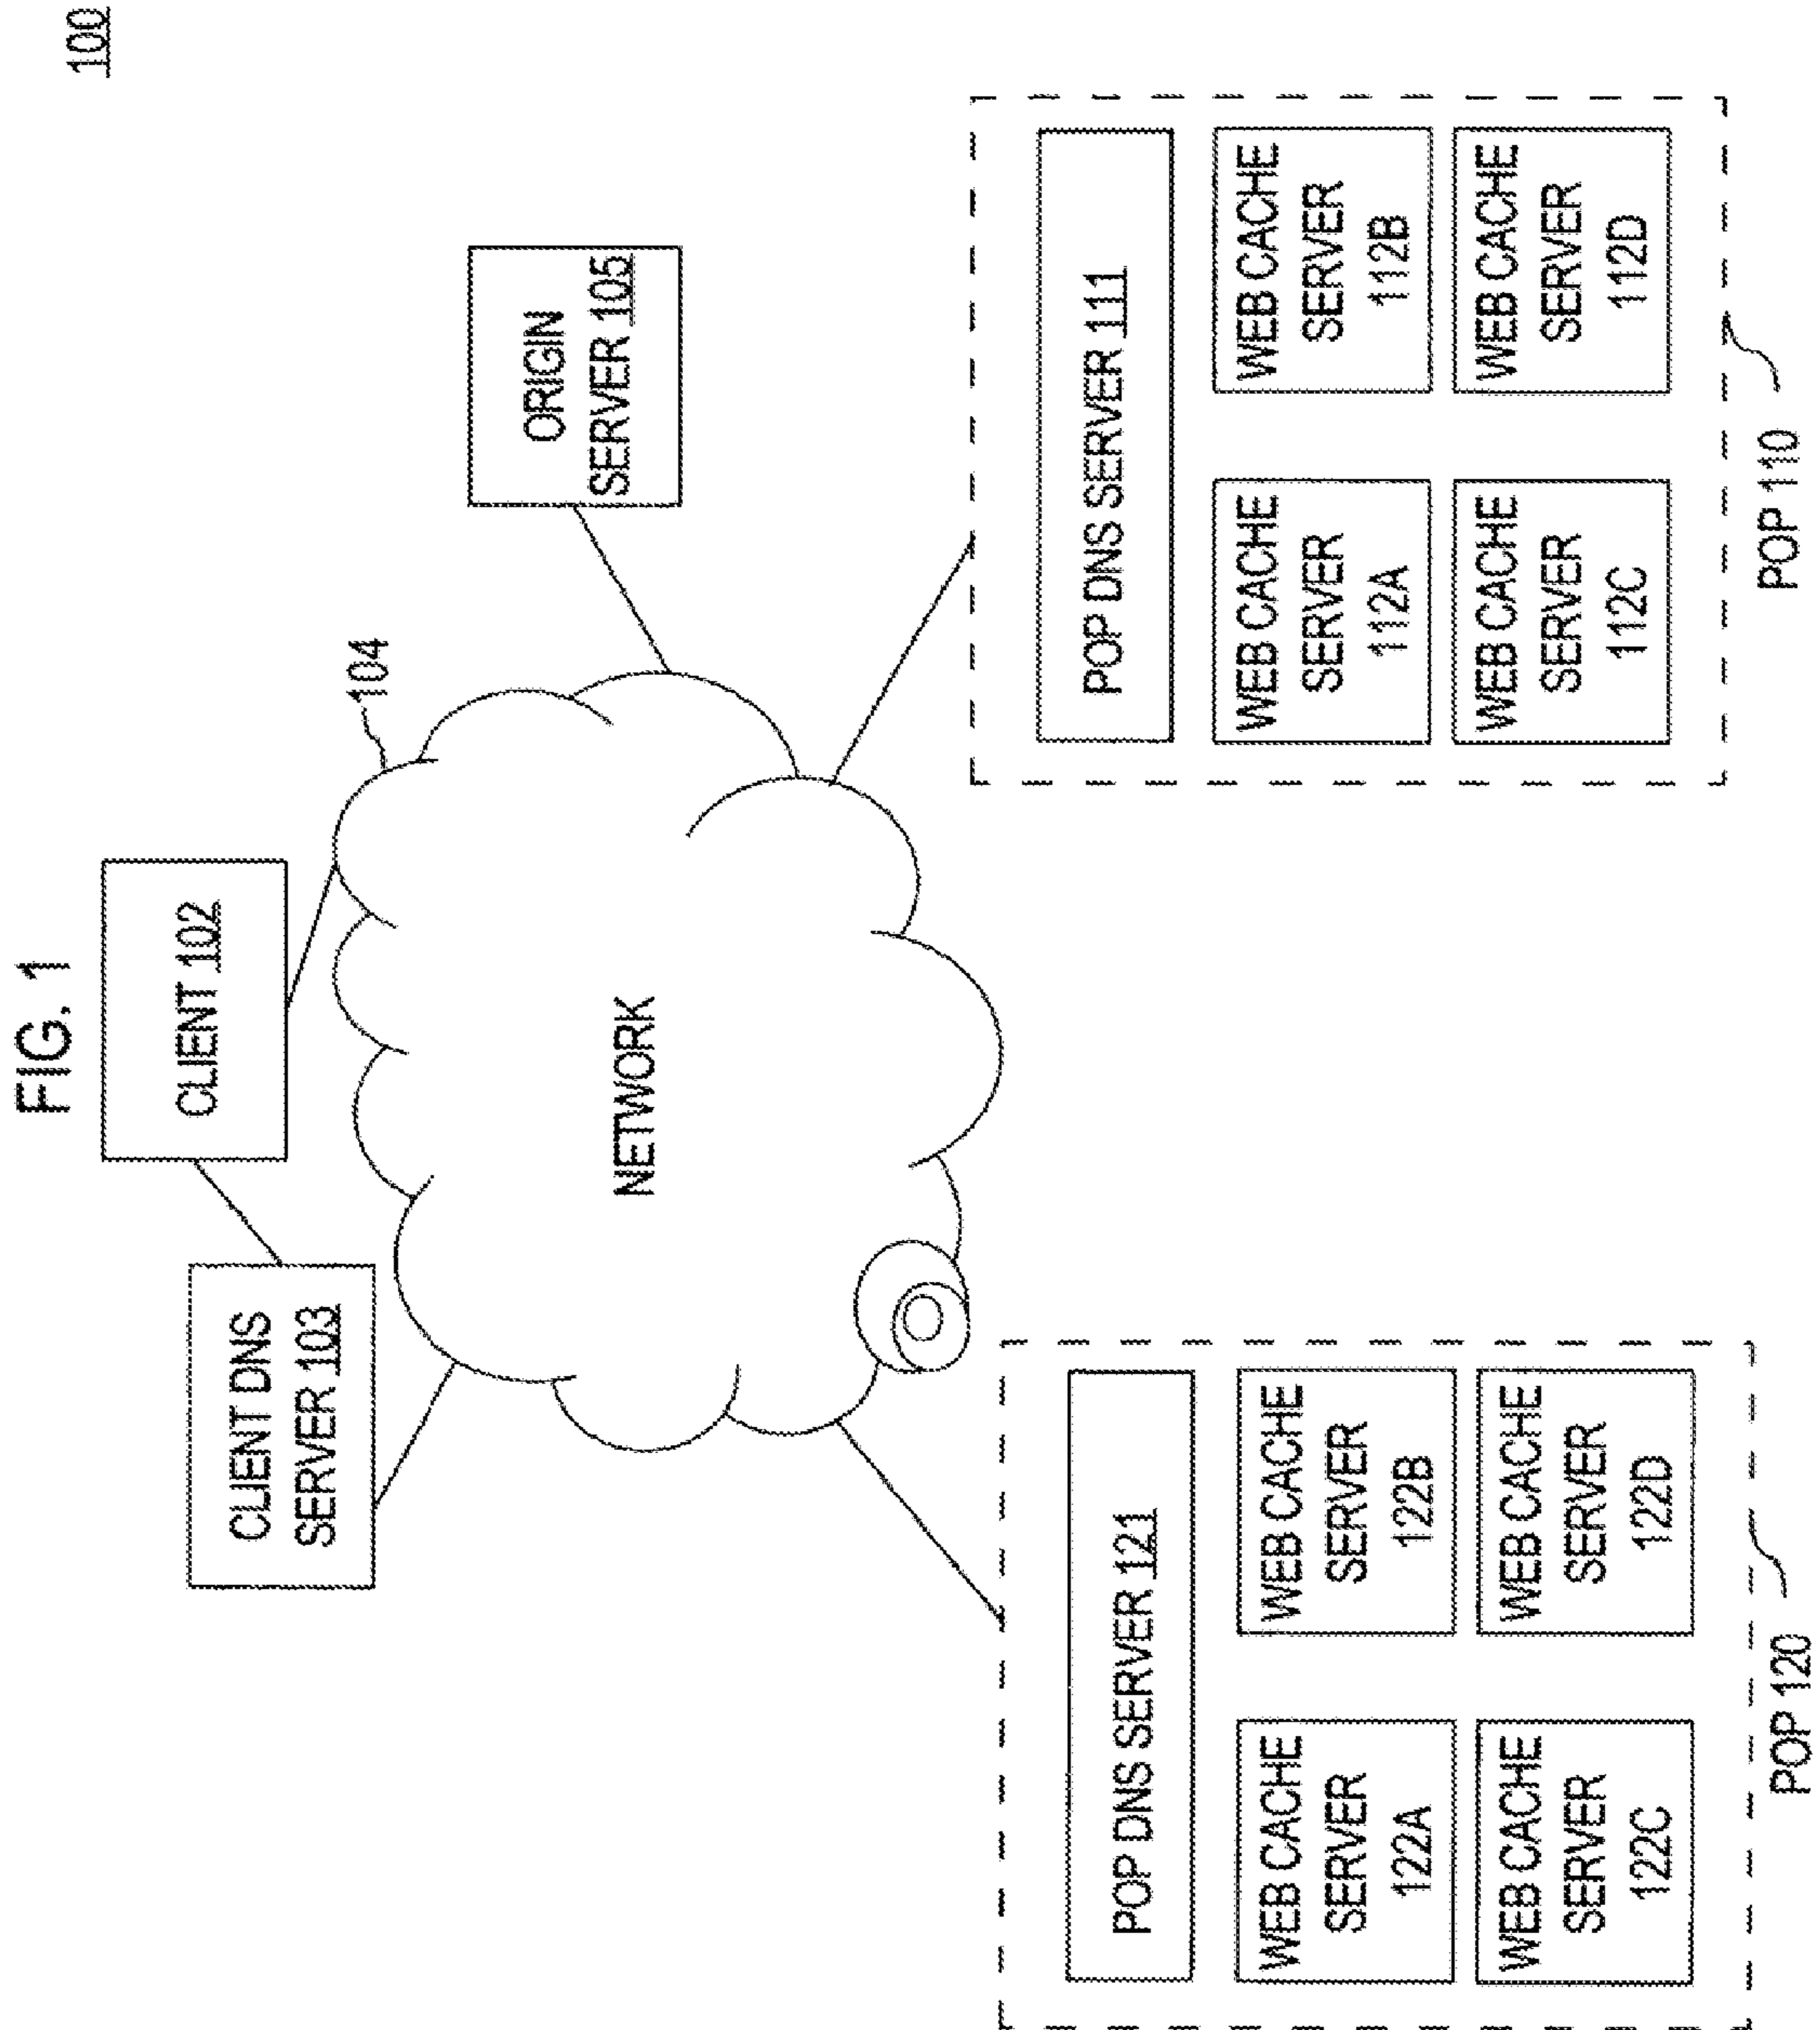 100
FIG. 1
CLIENT DNS
SERVER 103
CLIENT 102
104
NETWORK
ORIGIN
SERVER 105
POP DNS SERVER 121
WEB CACHE
SERVER
122A
WEB CACHE
SERVER
122B
WEB CACHE
SERVER
122C
WEB CACHE
SERVER
122D
POP 120
POP DNS SERVER 111
WEB CACHE
SERVER
112A
WEB CACHE
SERVER
112B
WEB CACHE
SERVER
112C
WEB CACHE
SERVER
112D
POP 110